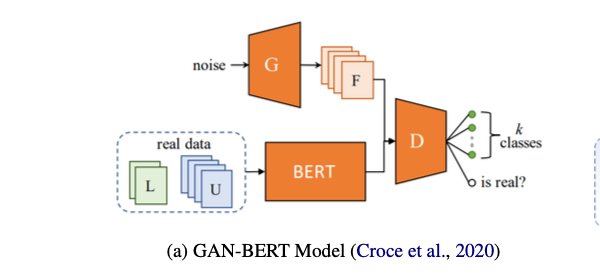 noise
G
F
real data
L
U
BERT
D
k
classes
is real?
(a) GAN-BERT Model (Croce et al., 2020)